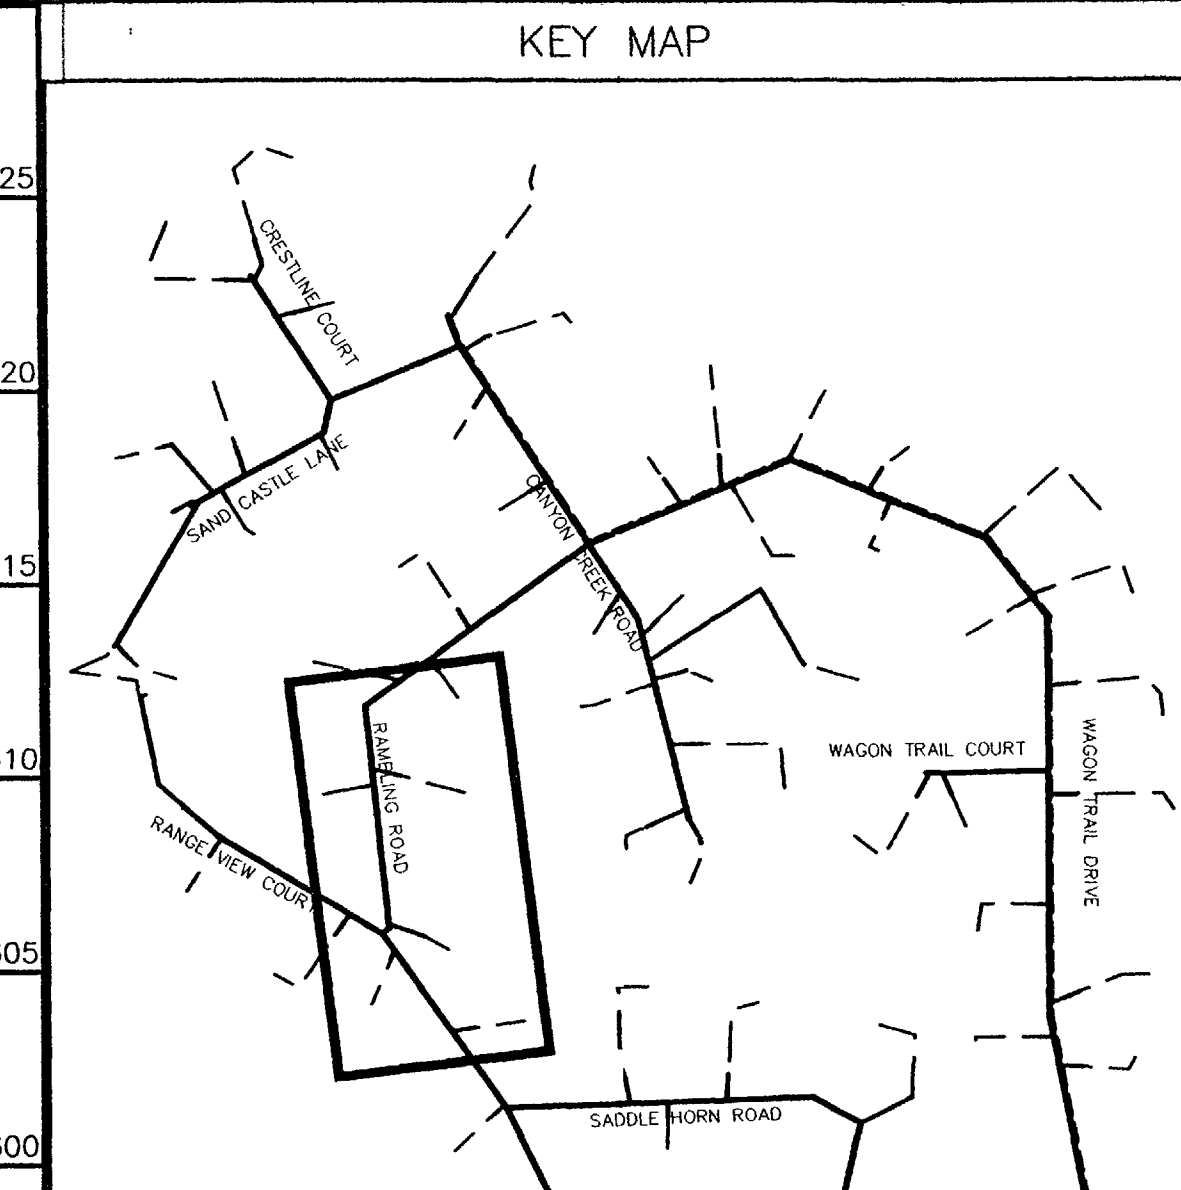 KEY MAP
25
CRESTLINE COURT
20
SAND CASTLE LANE
CANYON CREEK ROAD
15
RAMBLING ROAD
10
WAGON TRAIL COURT
WAGON TRAIL DRIVE
RANGE VIEW COURT
05
SADDLE HORN ROAD
00